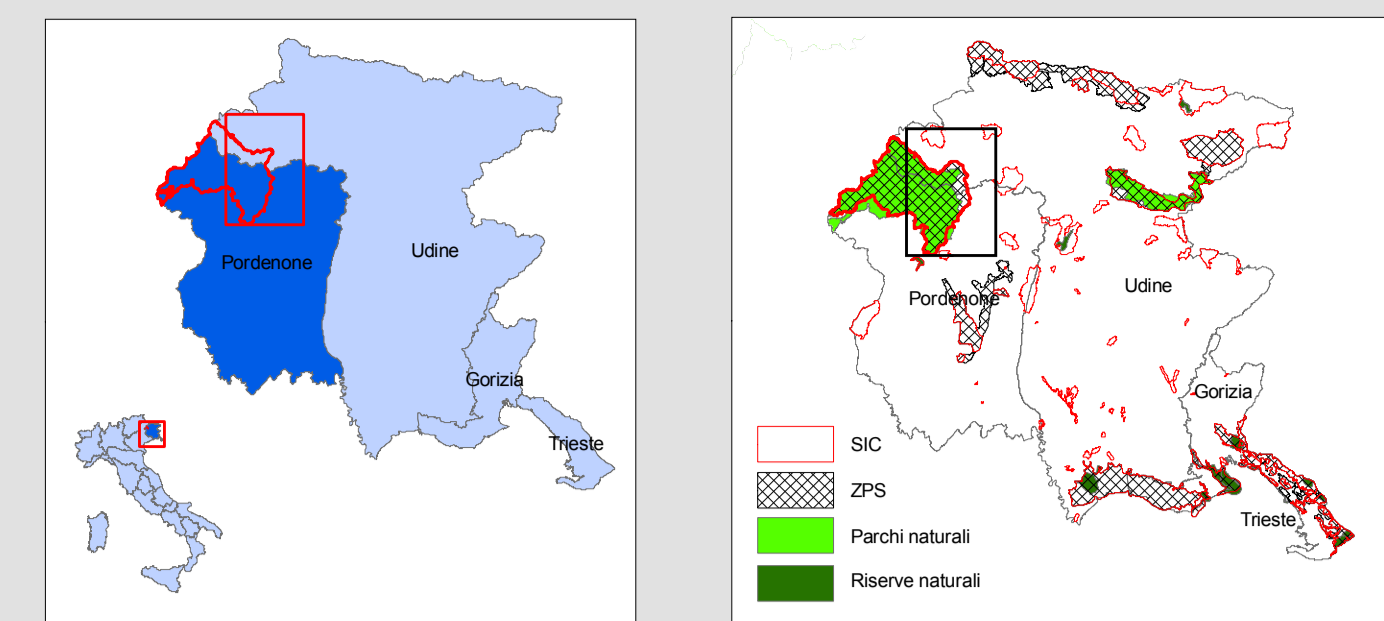 Udine
Pordenone
Gorizia
Trieste
Udine
Pordenone
Gorizia
SIC
ZPS
Trieste
Parchi naturali
Riserve naturali